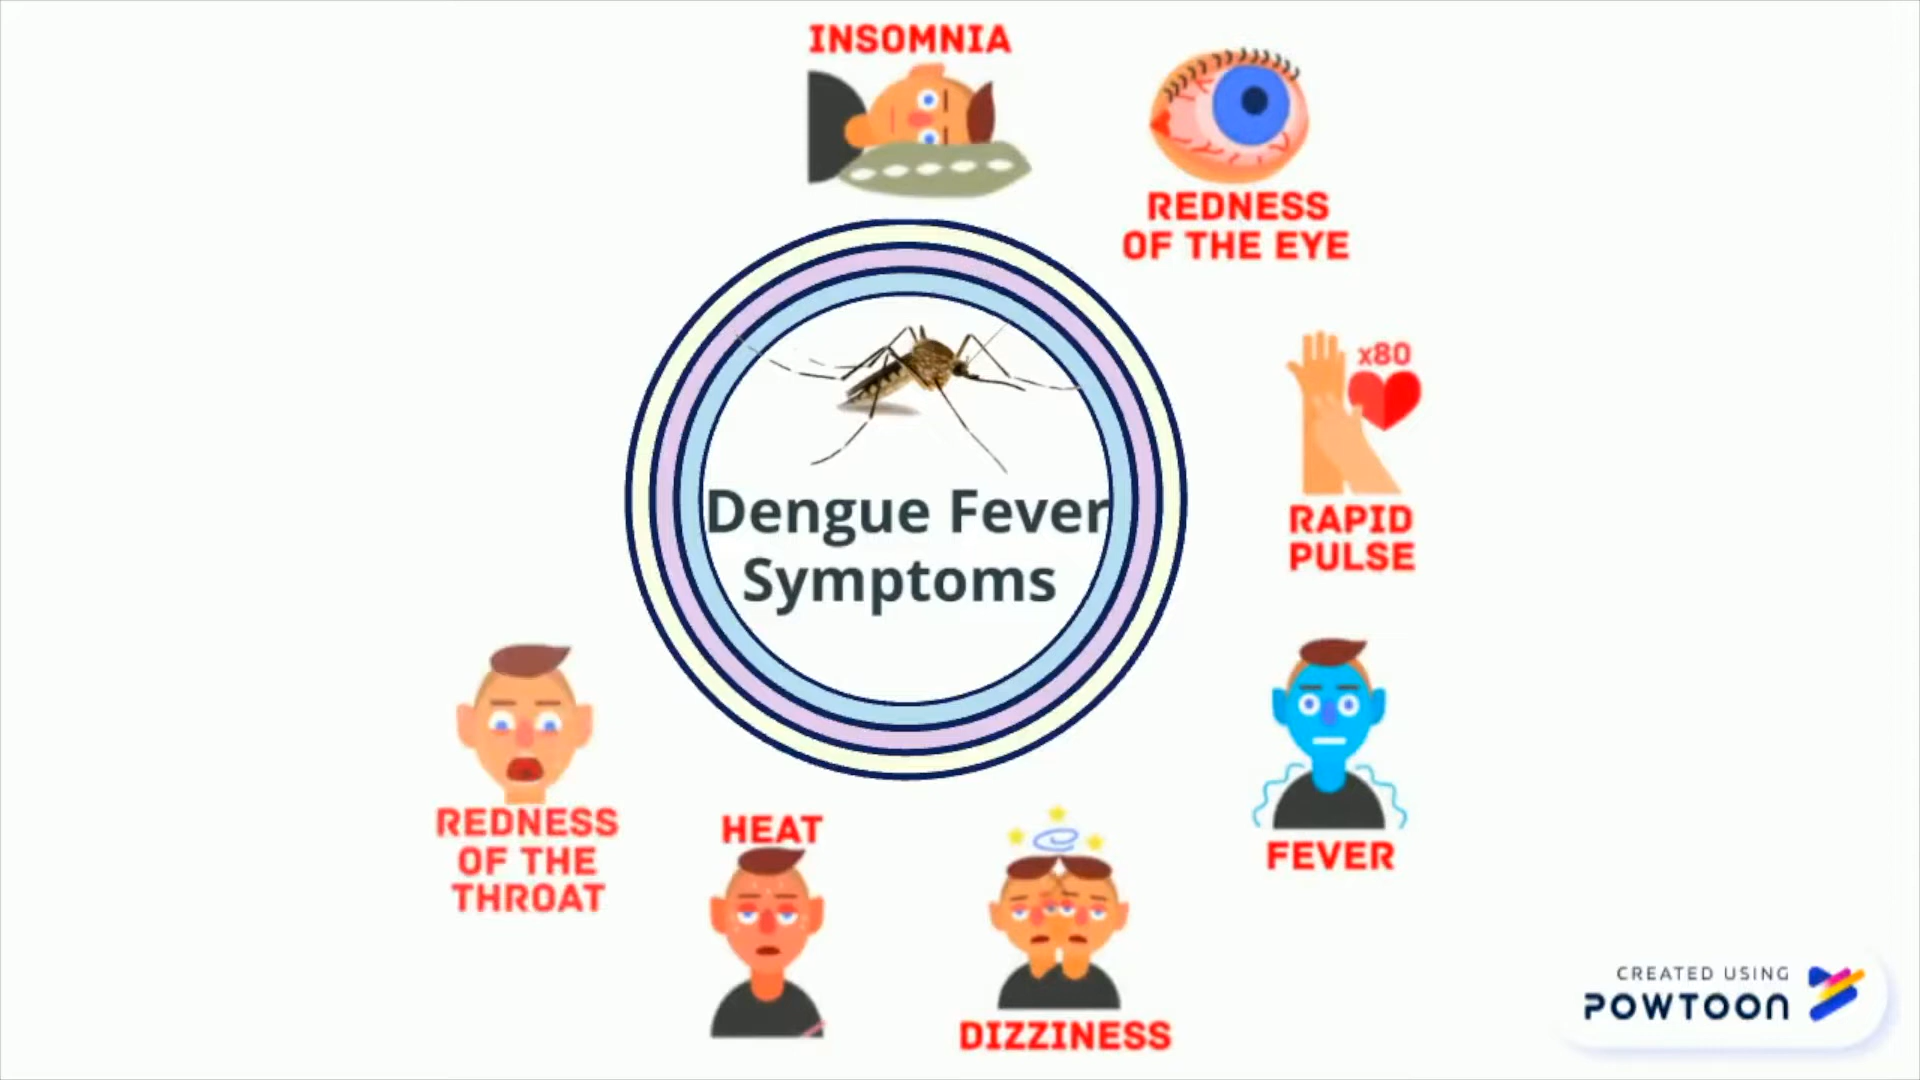 INSOMNIA
REDNESS
OF THE EYE
x80
RAPID
PULSE
Dengue Fever
Symptoms
FEVER
DIZZINESS
HEAT
REDNESS
OF THE
THROAT
CREATED USING
POWTOON